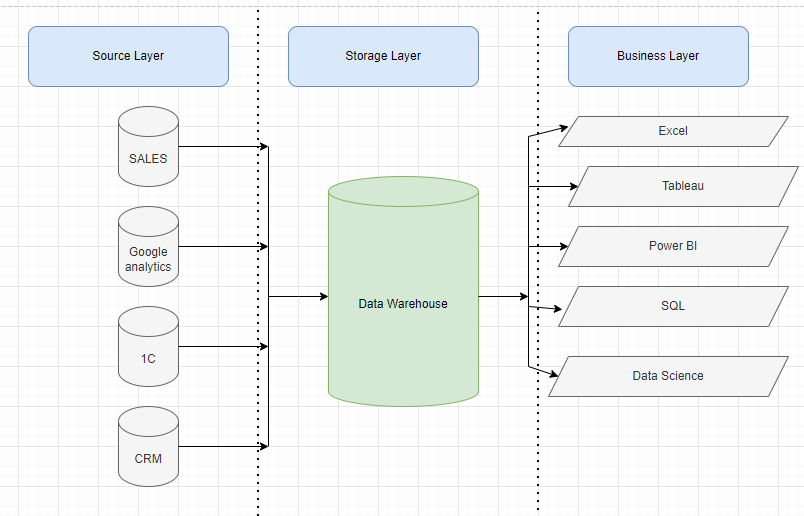 Source Layer
Storage Layer
Business Layer
SALES
Google
analytics
1C
CRM
Data Warehouse
Excel
Tableau
Power BI
SQL
Data Science